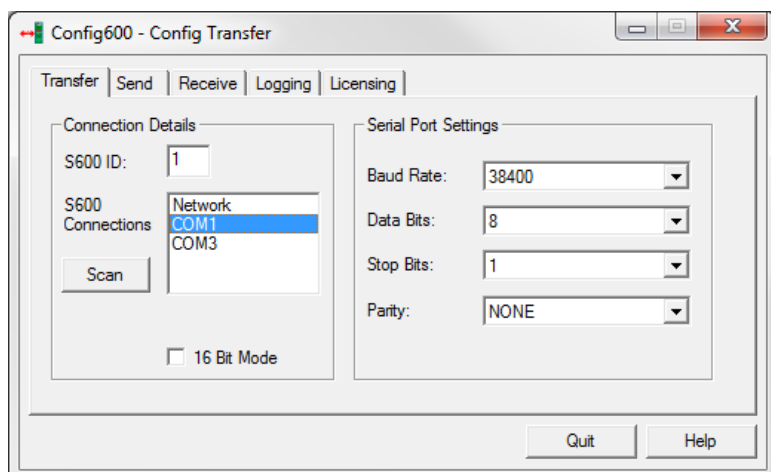 Config600 - Config Transfer
Transfer
Send
Receive
Logging
Licensing
Connection Details
S600 ID:
1
S600
Connections
Network
COM1
COM3
Scan
16 Bit Mode
Serial Port Settings
Baud Rate:
38400
Data Bits:
8
Stop Bits:
1
Parity:
NONE
Quit
Help